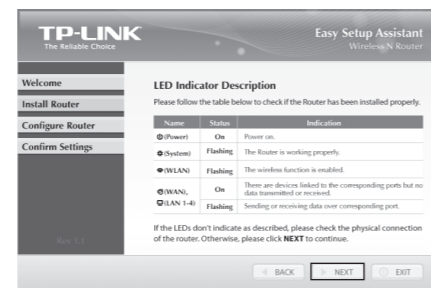 TP-LINK
The Reliable Choice
Easy Setup Assistant
Wireless N Router
Welcome
Install Router
Configure Router
Confirm Settings
Rev 1.1
LED Indicator Description
Please follow the table below to check if the Router has been installed properly.
Name Status Indication
(Power) On Power on.
(System) Flashing The Router is working properly.
(WLAN) Flashing The wireless function is enabled.
(WAN), On There are devices linked to the corresponding ports but no
data transmitted or received.
(LAN 1-4) Flashing Sending or receiving data over corresponding port.
If the LEDs don't indicate as described, please check the physical connection
of the router. Otherwise, please click NEXT to continue.
BACK NEXT EXIT